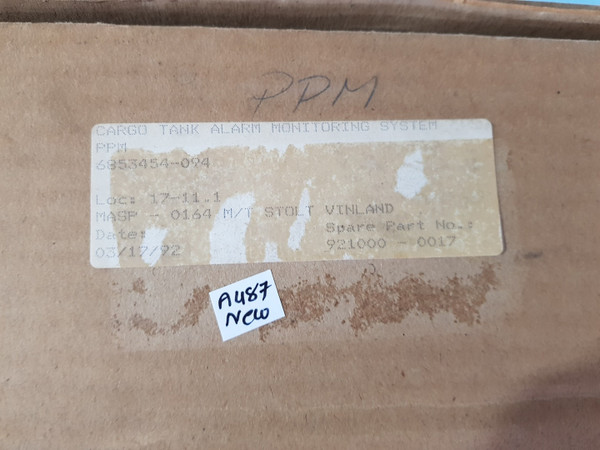 PPM
CARGO TANK ALARM MONITORING SYSTEM
PPM
6853454-094
Loc: 17-11.1
MASP - 0164 M/T STOLT VINLAND
Date: Spare Part No.:
03/17/92 921000 - 0017
A487
New